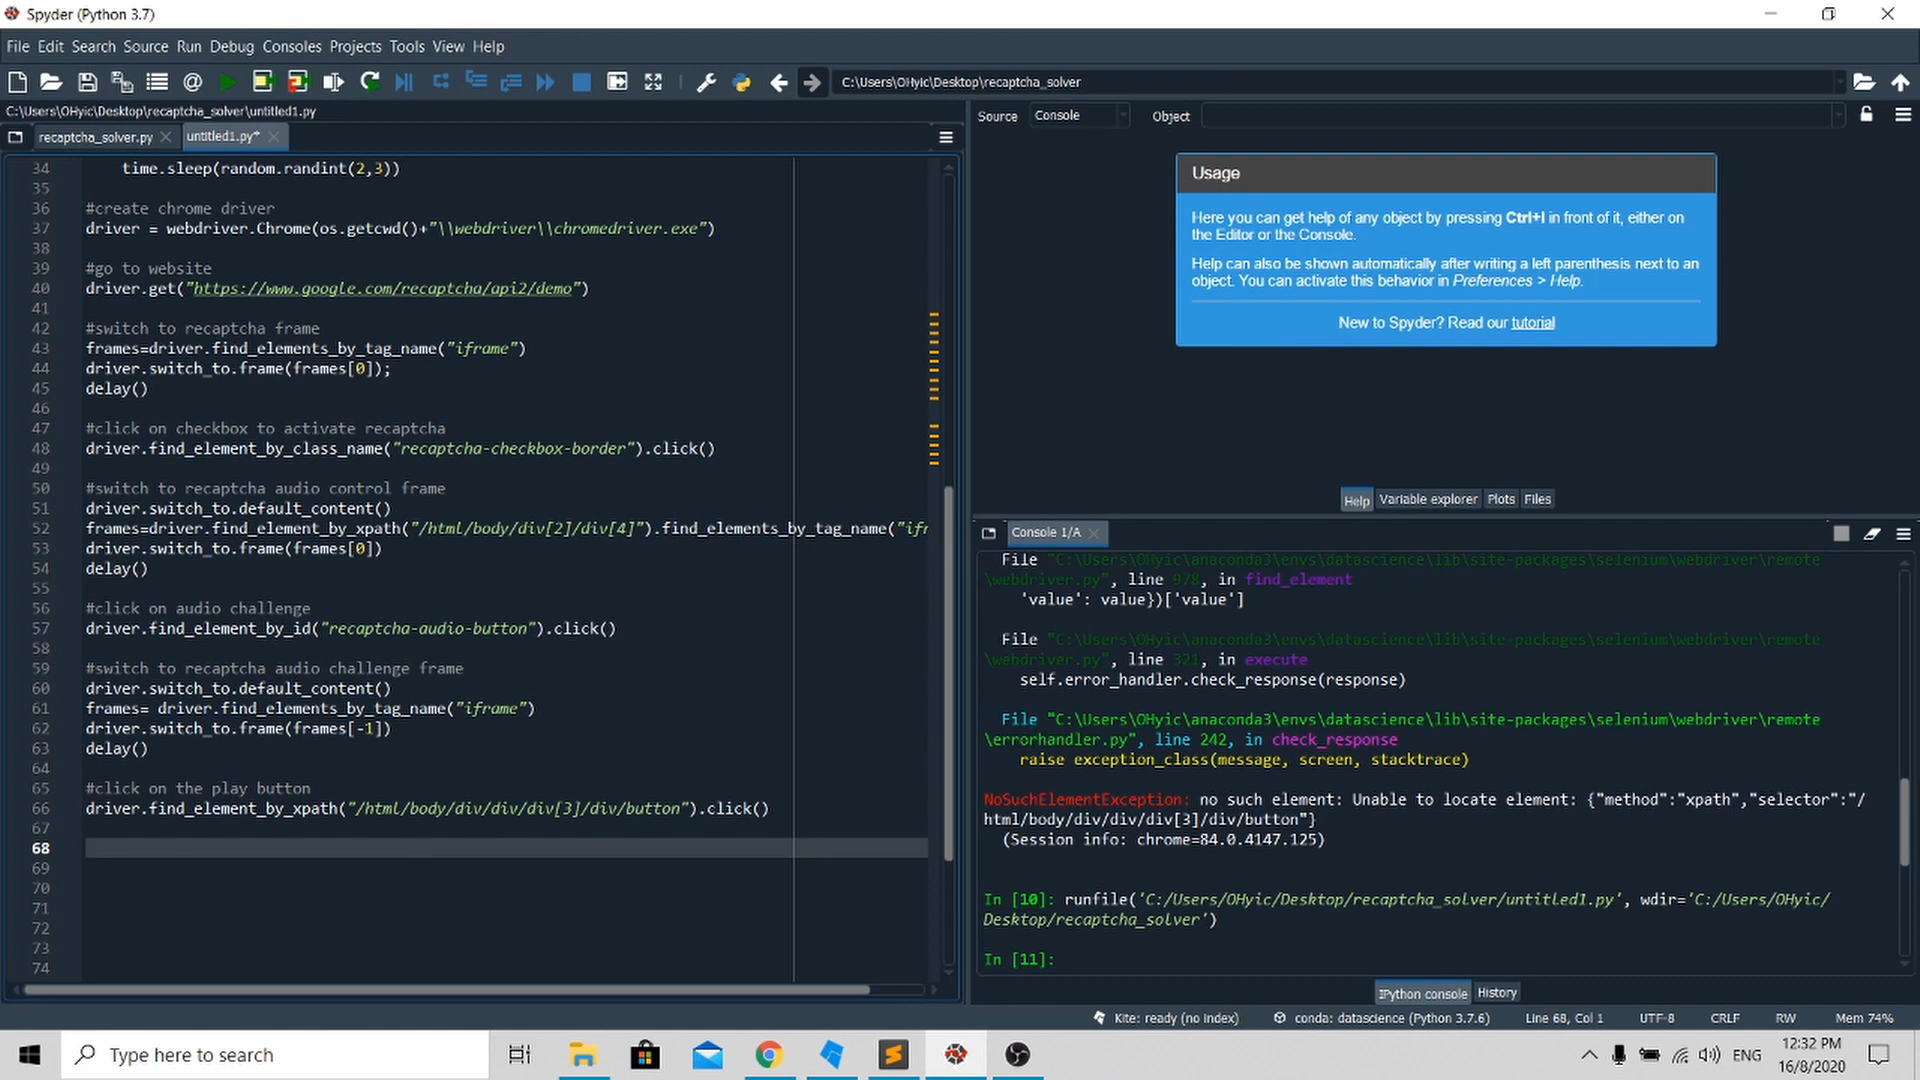 Spyder (Python 3.7)
File Edit Search Source Run Debug Consoles Projects Tools View Help
C:\Users\OHyic\Desktop\recaptcha_solver
C:\Users\OHyic\Desktop\recaptcha_solver\untitled1.py
recaptcha_solver.py
untitled1.py*
34 time.sleep(random.randint(2,3))
35
36 #create chrome driver
37 driver = webdriver.Chrome(os.getcwd()+"\\webdriver\\chromedriver.exe")
38
39 #go to website
40 driver.get("https://www.google.com/recaptcha/api2/demo")
41
42 #switch to recaptcha frame
43 frames=driver.find_elements_by_tag_name("iframe")
44 driver.switch_to.frame(frames[0]);
45 delay()
46
47 #click on checkbox to activate recaptcha
48 driver.find_element_by_class_name("recaptcha-checkbox-border").click()
49
50 #switch to recaptcha audio control frame
51 driver.switch_to.default_content()
52 frames=driver.find_element_by_xpath("/html/body/div[2]/div[4]").find_elements_by_tag_name("ifr
53 driver.switch_to.frame(frames[0])
54 delay()
55
56 #click on audio challenge
57 driver.find_element_by_id("recaptcha-audio-button").click()
58
59 #switch to recaptcha audio challenge frame
60 driver.switch_to.default_content()
61 frames= driver.find_elements_by_tag_name("iframe")
62 driver.switch_to.frame(frames[-1])
63 delay()
64
65 #click on the play button
66 driver.find_element_by_xpath("/html/body/div/div/div[3]/div/button").click()
67
68
69
70
71
72
73
74
Source Console Object
Usage
Here you can get help of any object by pressing Ctrl+I in front of it, either on
the Editor or the Console.
Help can also be shown automatically after writing a left parenthesis next to an
object. You can activate this behavior in Preferences > Help.
New to Spyder? Read our tutorial
Help Variable explorer Plots Files
Console 1/A
File "C:\Users\OHyic\anaconda3\envs\datascience\lib\site-packages\selenium\webdriver\remote
\webdriver.py", line 978, in find_element
'value': value})['value']
File "C:\Users\OHyic\anaconda3\envs\datascience\lib\site-packages\selenium\webdriver\remote
\webdriver.py", line 321, in execute
self.error_handler.check_response(response)
File "C:\Users\OHyic\anaconda3\envs\datascience\lib\site-packages\selenium\webdriver\remote
\errorhandler.py", line 242, in check_response
raise exception_class(message, screen, stacktrace)
NoSuchElementException: no such element: Unable to locate element: {"method":"xpath","selector":"/
html/body/div/div/div[3]/div/button"}
(Session info: chrome=84.0.4147.125)
In [10]: runfile('C:/Users/OHyic/Desktop/recaptcha_solver/untitled1.py', wdir='C:/Users/OHyic/
Desktop/recaptcha_solver')
In [11]:
IPython console History
Kite: ready (no index) conda: datascience (Python 3.7.6) Line 68, Col 1 UTF-8 CRLF RW Mem 74%
Type here to search
ENG
12:32 PM
16/8/2020